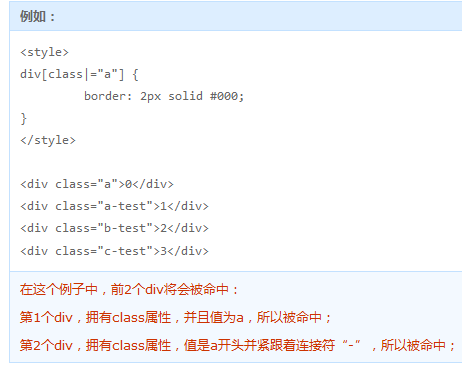 例如：
<style>
div[class|="a"] {
border: 2px solid #000;
}
</style>
<div class="a">0</div>
<div class="a-test">1</div>
<div class="b-test">2</div>
<div class="c-test">3</div>
在这个例子中，前2个div将会被命中：
第1个div，拥有class属性，并且值为a，所以被命中；
第2个div，拥有class属性，值是a开头并紧跟着连接符“-”，所以被命中；